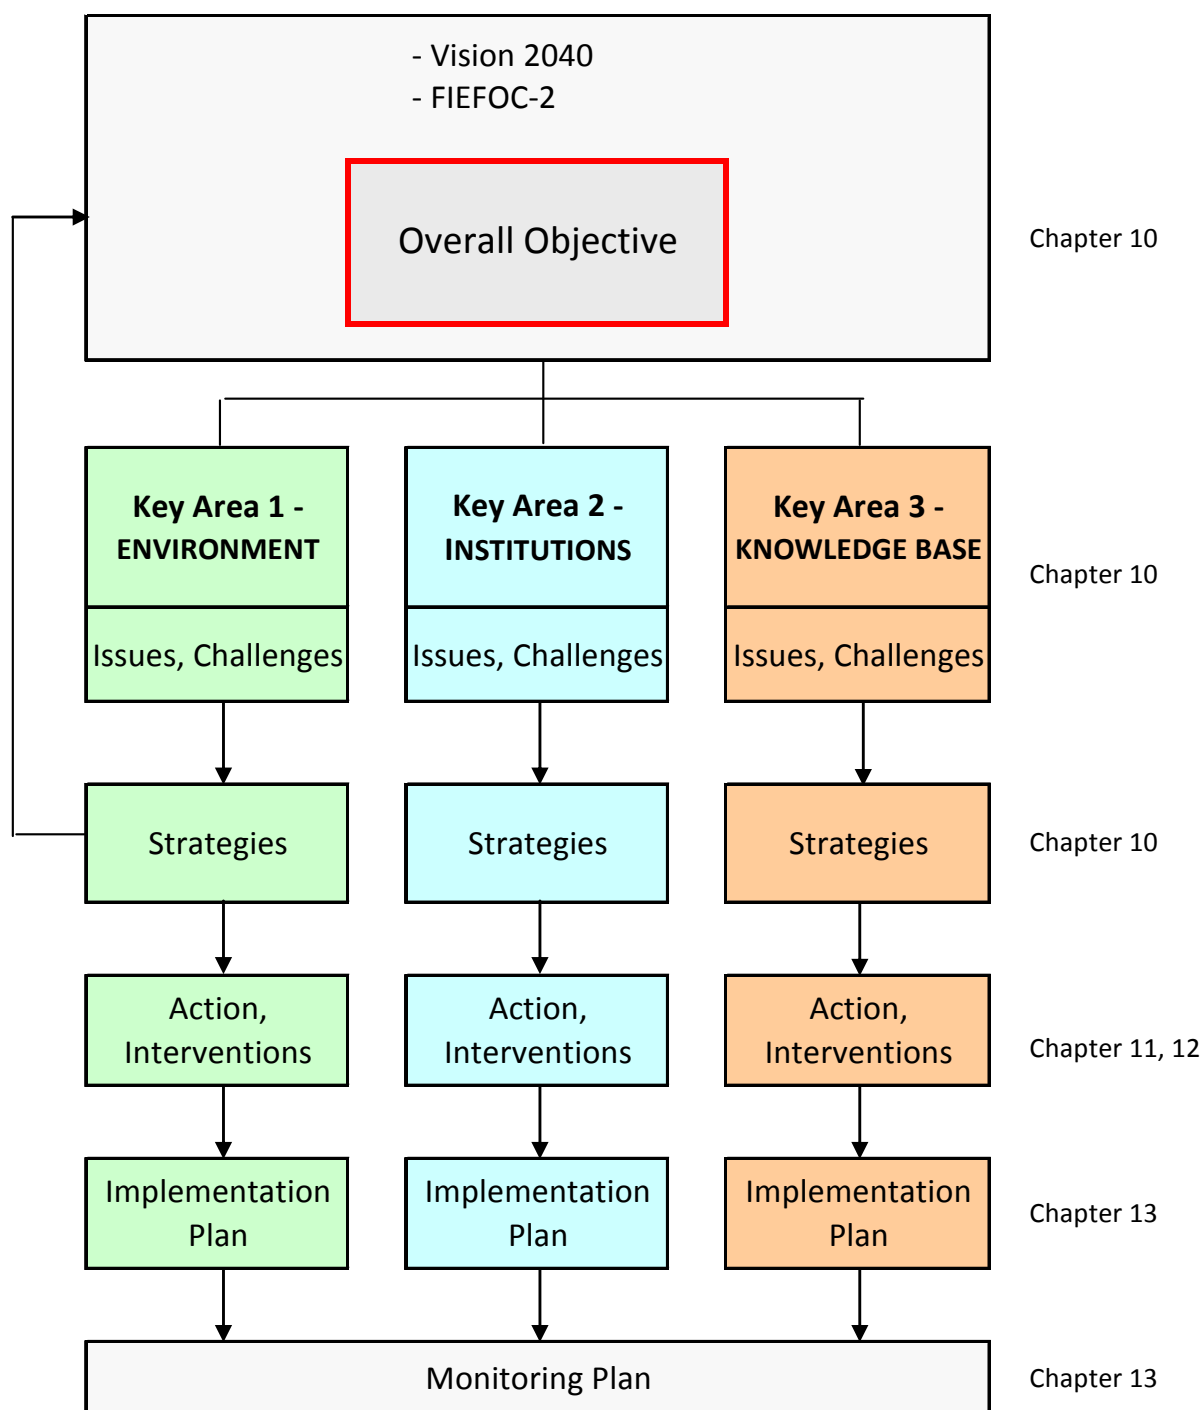 - Vision 2040
- FIEFOC-2
Overall Objective
Chapter 10
Key Area 1 -
ENVIRONMENT
Key Area 2 -
INSTITUTIONS
Key Area 3 -
KNOWLEDGE BASE
Chapter 10
Issues, Challenges
Issues, Challenges
Issues, Challenges
Strategies
Strategies
Strategies
Chapter 10
Action,
Interventions
Action,
Interventions
Action,
Interventions
Chapter 11, 12
Implementation
Plan
Implementation
Plan
Implementation
Plan
Chapter 13
Monitoring Plan
Chapter 13